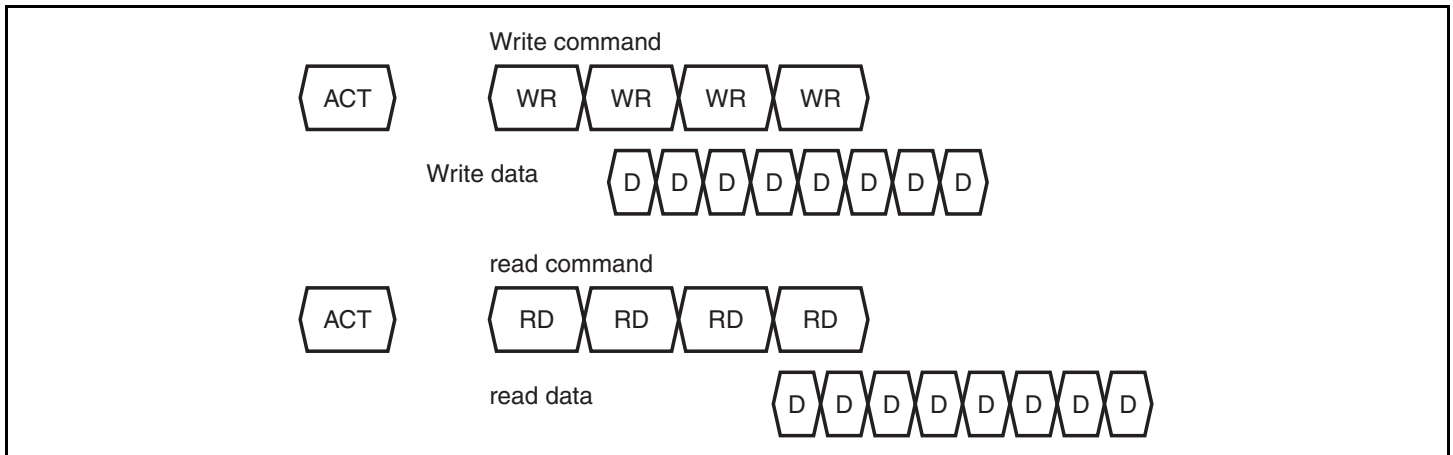 Write command
ACT WR WR WR WR
Write data D D D D D D D D
read command
ACT RD RD RD RD
read data D D D D D D D D